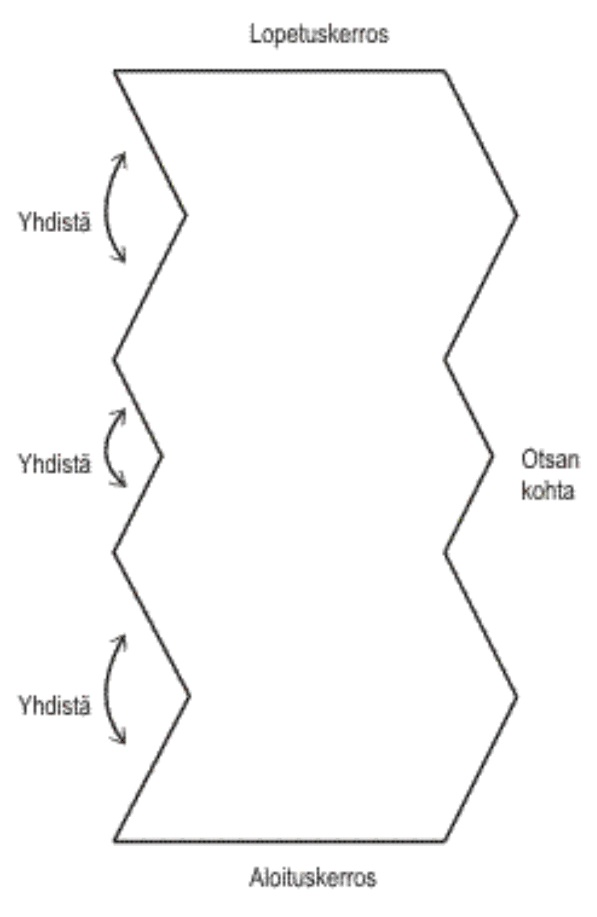 Lopetuskerros
Yhdistä
Yhdistä
Otsan
kohta
Yhdistä
Aloituskerros